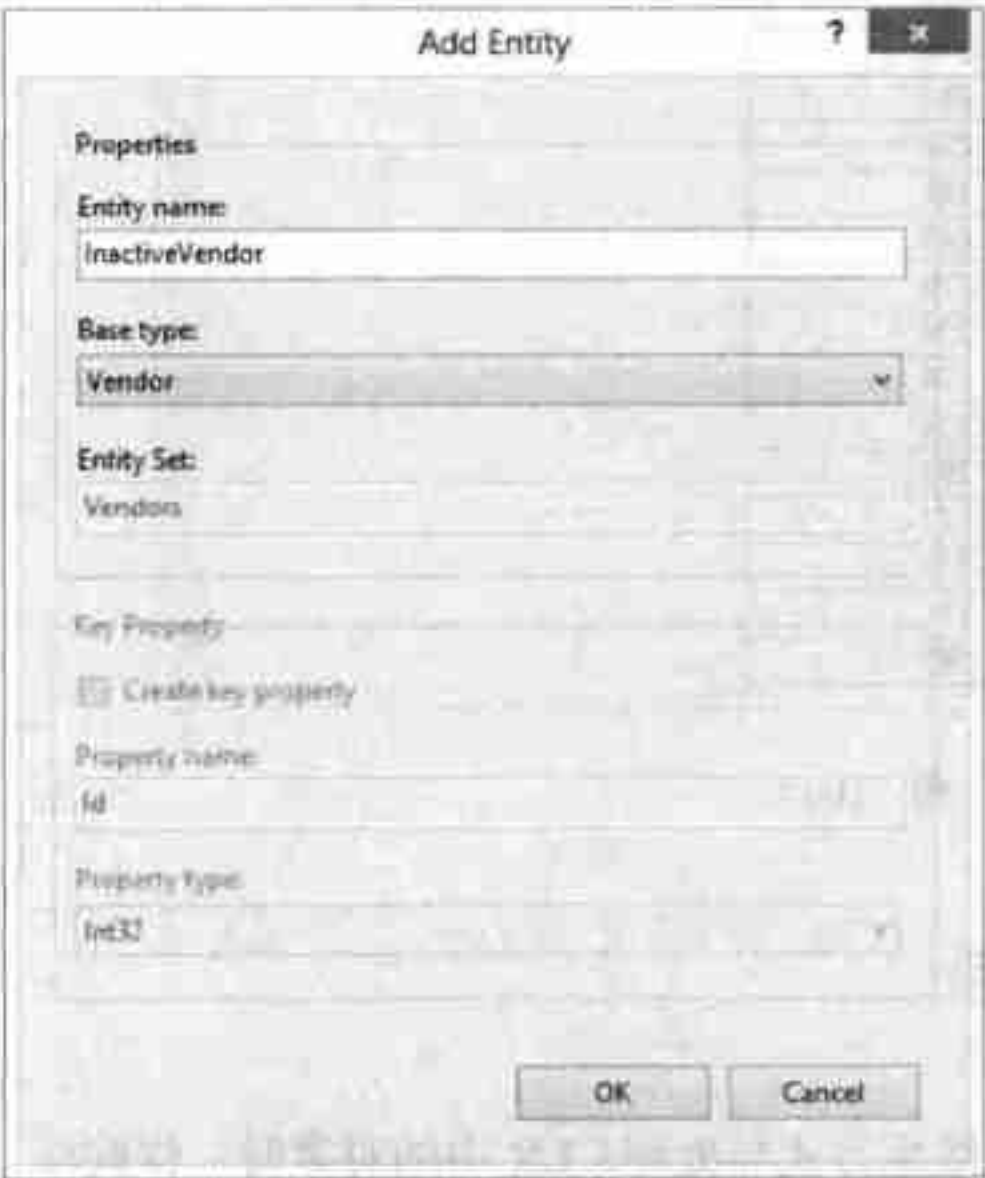 Add Entity
?
Properties
Entity name:
InactiveVendor
Base type:
Vendor
Entity Set:
Vendors
Key Property
Create key property
Property name:
Id
Property type:
Int32
OK
Cancel